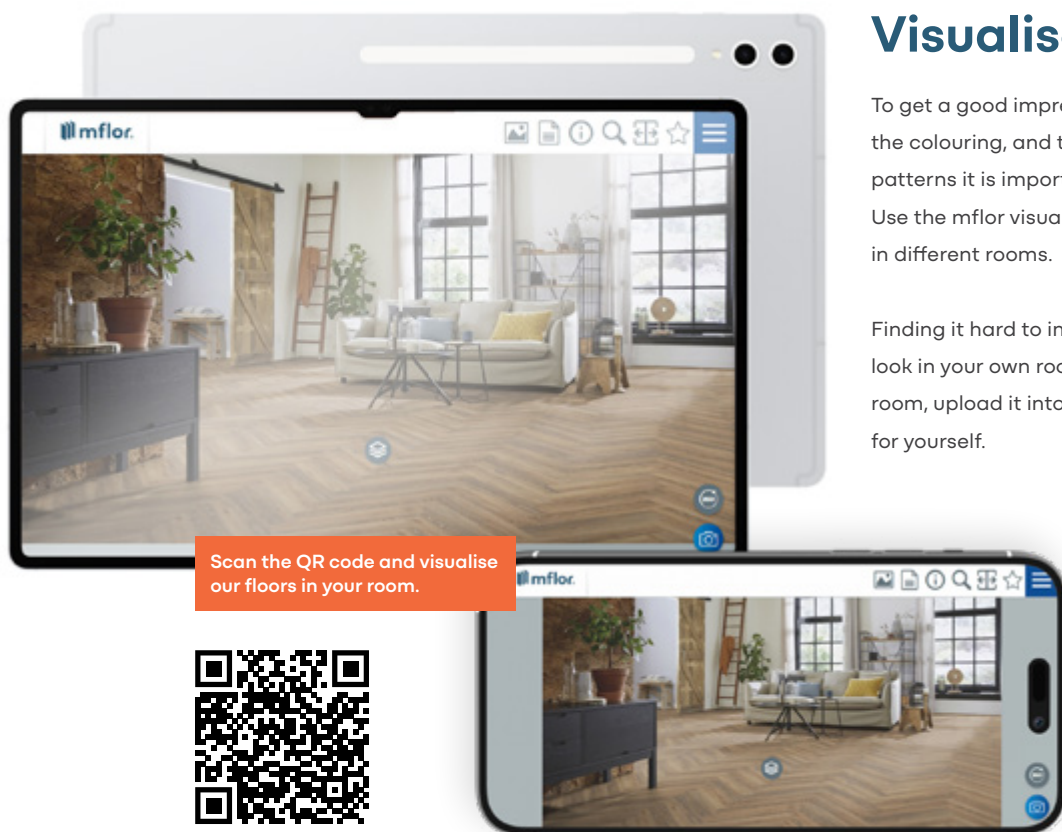 Visualis
To get a good impre
the colouring, and t
patterns it is import
Use the mflor visua
in different rooms.
Finding it hard to in
look in your own roo
room, upload it into
for yourself.
mflor.
Scan the QR code and visualise
our floors in your room.
mflor.